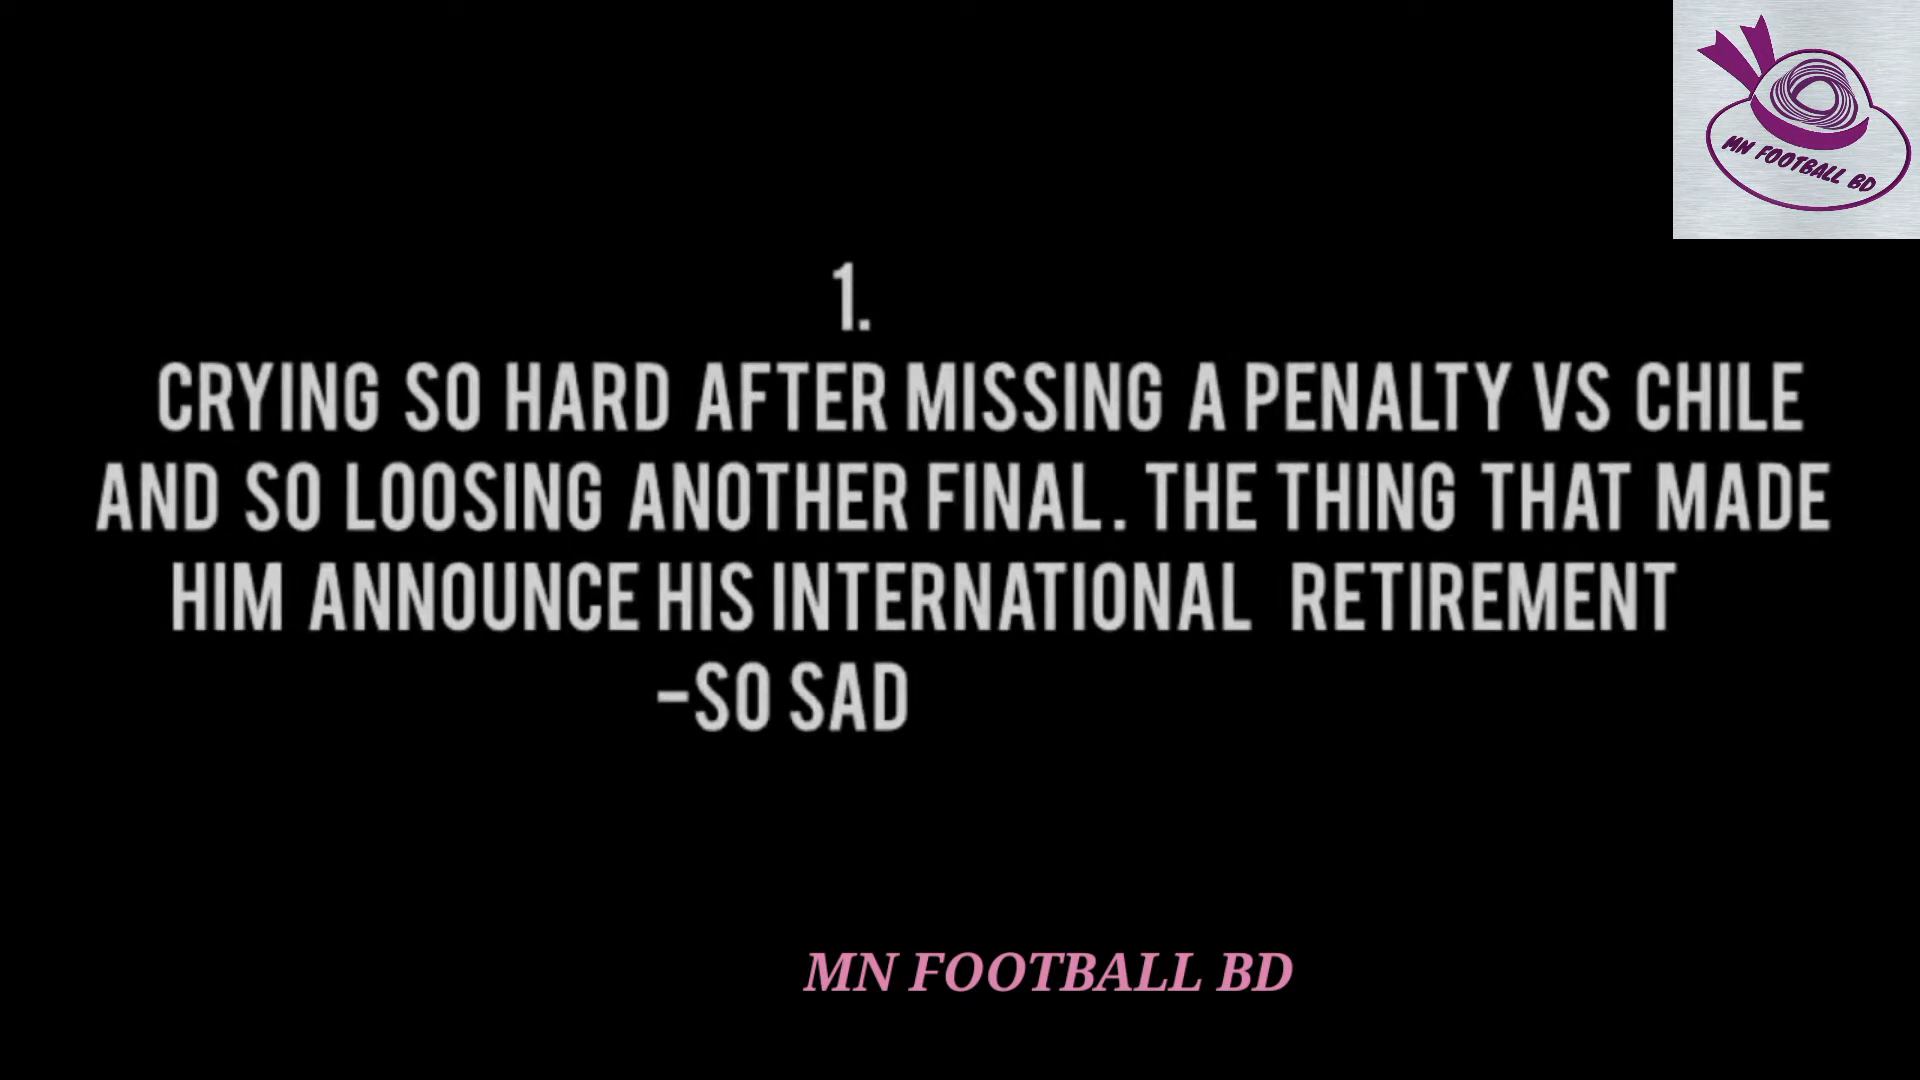 MN FOOTBALL BD
1.
CRYING SO HARD AFTER MISSING A PENALTY VS CHILE
AND SO LOOSING ANOTHER FINAL. THE THING THAT MADE
HIM ANNOUNCE HIS INTERNATIONAL RETIREMENT
-SO SAD
MN FOOTBALL BD